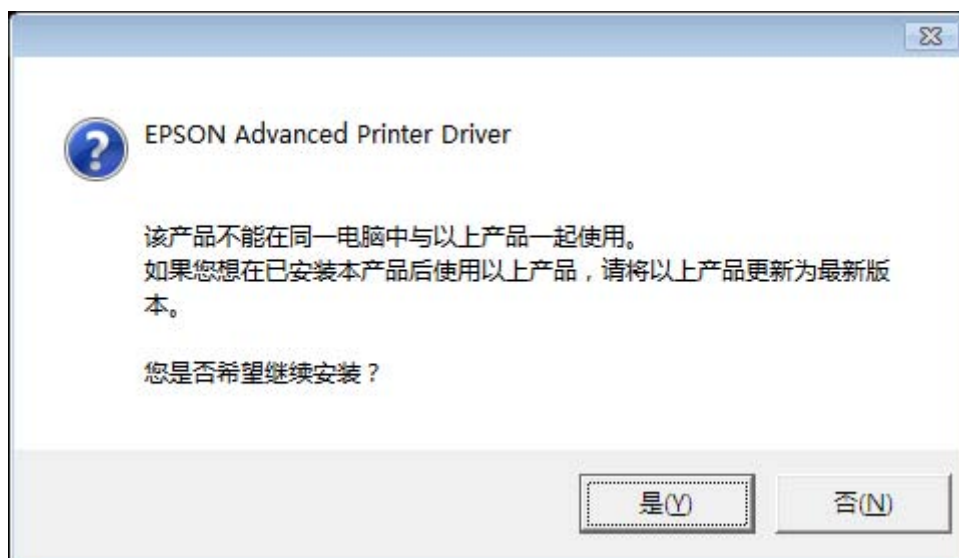 EPSON Advanced Printer Driver
该产品不能在同一电脑中与以上产品一起使用。
如果您想在已安装本产品后使用以上产品，请将以上产品更新为最新版
本。
您是否希望继续安装？
是(Y)
否(N)